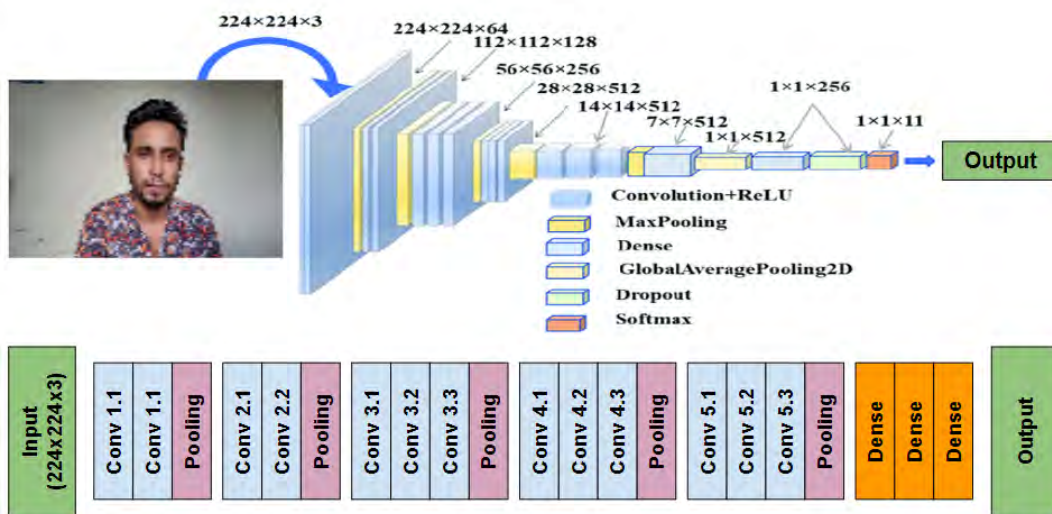 224×224×3
224×224×64
112×112×128
56×56×256
28×28×512
14×14×512
7×7×512
1×1×512
1×1×256
1×1×11
Output
Convolution+ReLU
MaxPooling
Dense
GlobalAveragePooling2D
Dropout
Softmax
Input
(224x224x3)
Conv 1.1
Conv 1.1
Pooling
Conv 2.1
Conv 2.2
Pooling
Conv 3.1
Conv 3.2
Conv 3.3
Pooling
Conv 4.1
Conv 4.2
Conv 4.3
Pooling
Conv 5.1
Conv 5.2
Conv 5.3
Pooling
Dense
Dense
Dense
Output